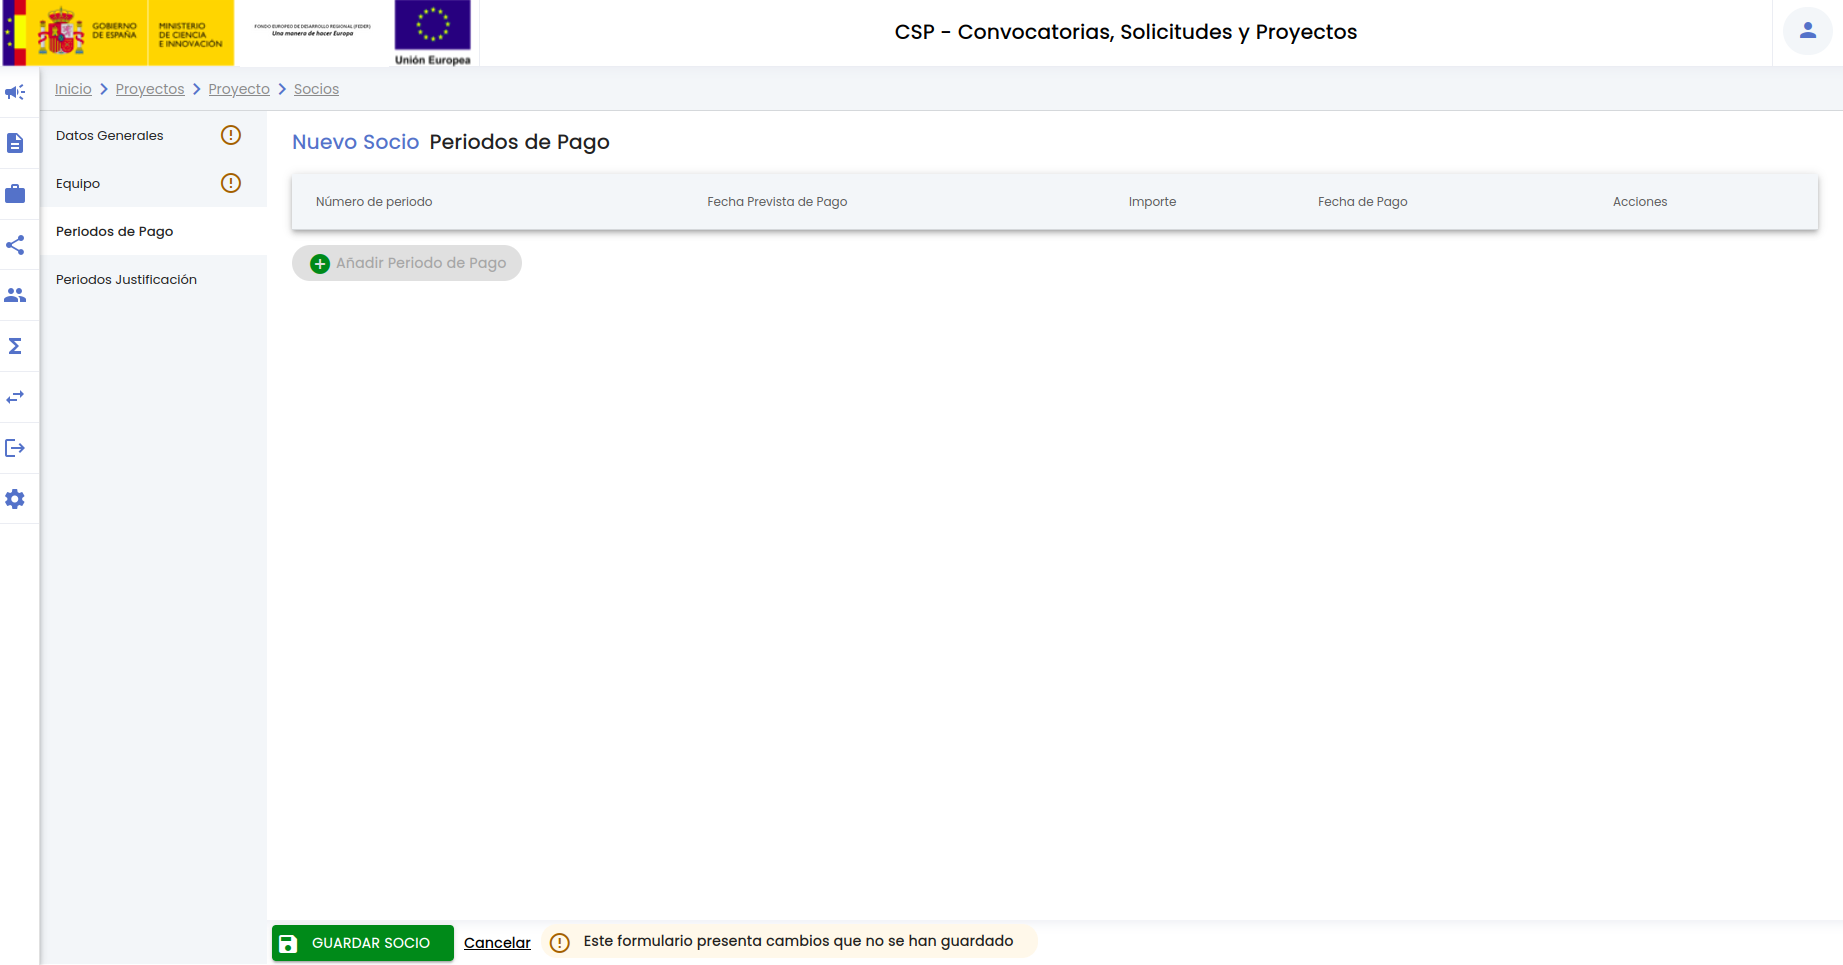 GOBIERNO
DE ESPAÑA
MINISTERIO
DE CIENCIA
E INNOVACIÓN
FONDO EUROPEO DE DESARROLLO REGIONAL (FEDER)
Una manera de hacer Europa
Unión Europea
CSP - Convocatorias, Solicitudes y Proyectos
Inicio > Proyectos > Proyecto > Socios
Datos Generales
Equipo
Periodos de Pago
Periodos Justificación
Nuevo Socio Periodos de Pago
Número de periodo Fecha Prevista de Pago Importe Fecha de Pago Acciones
Añadir Periodo de Pago
GUARDAR SOCIO Cancelar Este formulario presenta cambios que no se han guardado